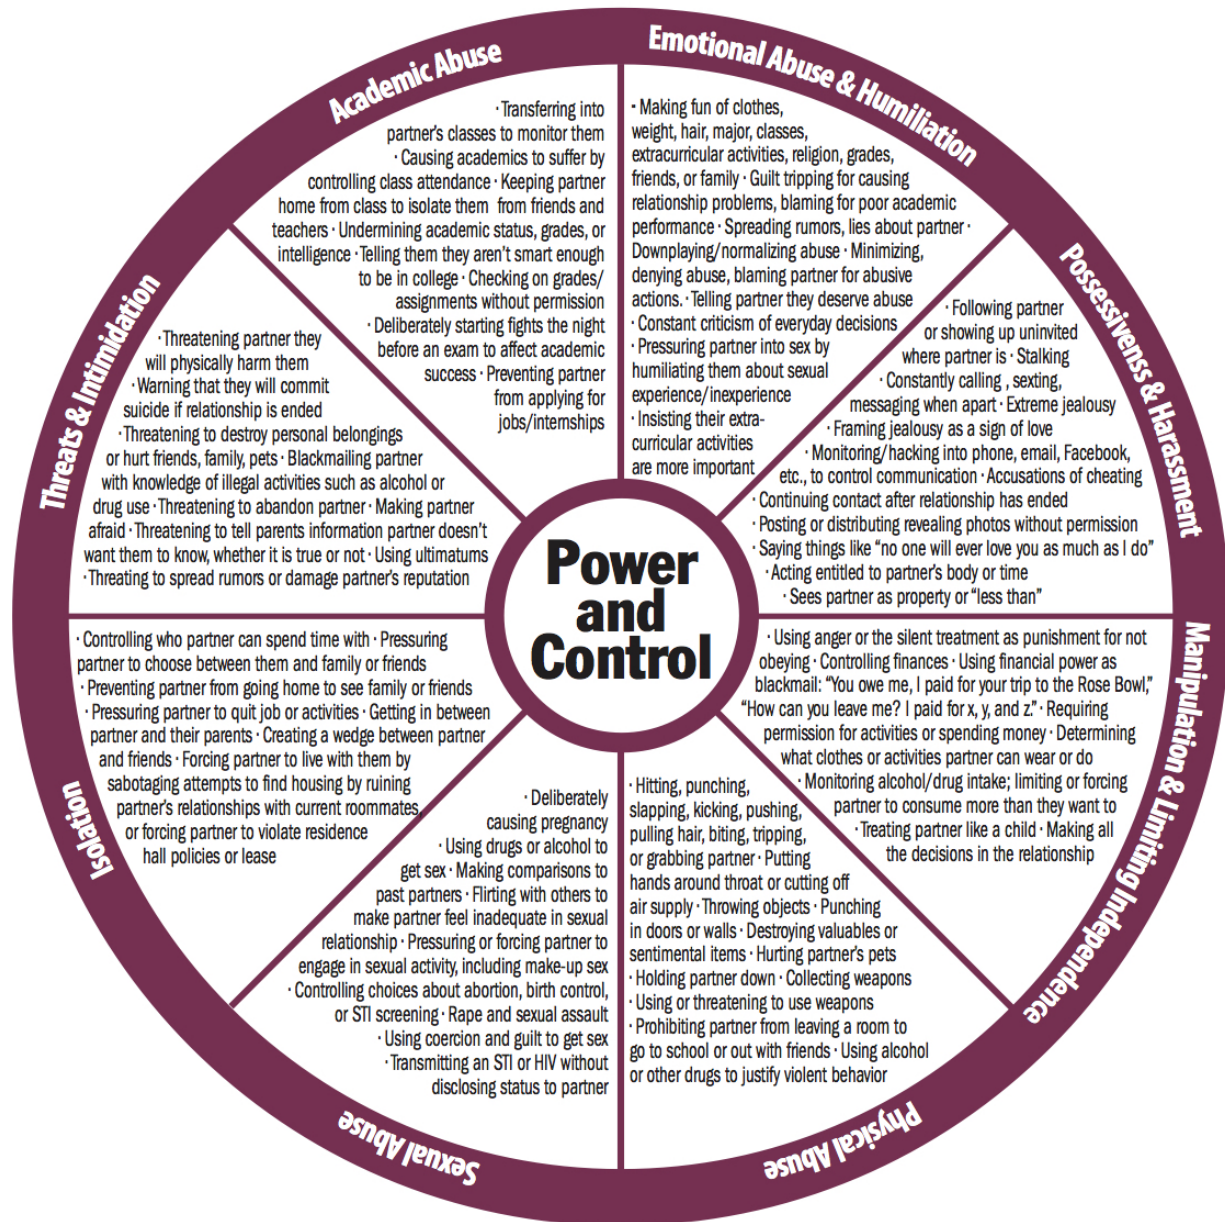 Academic Abuse
· Transferring into
partner's classes to monitor them
· Causing academics to suffer by
controlling class attendance · Keeping partner
home from class to isolate them from friends and
teachers · Undermining academic status, grades, or
intelligence · Telling them they aren't smart enough
to be in college · Checking on grades/
assignments without permission
· Deliberately starting fights the night
before an exam to affect academic
success · Preventing partner
from applying for
jobs/internships
Emotional Abuse & Humiliation
· Making fun of clothes,
weight, hair, major, classes,
extracurricular activities, religion, grades,
friends, or family · Guilt tripping for causing
relationship problems, blaming for poor academic
performance · Spreading rumors, lies about partner ·
Downplaying/normalizing abuse · Minimizing,
denying abuse, blaming partner for abusive
actions. · Telling partner they deserve abuse
· Constant criticism of everyday decisions
· Pressuring partner into sex by
humiliating them about sexual
experience/inexperience
· Insisting their extra-
curricular activities
are more important
Possessivenss & Harassment
· Following partner
or showing up uninvited
where partner is · Stalking
· Constantly calling , sexting,
messaging when apart · Extreme jealousy
· Framing jealousy as a sign of love
· Monitoring/hacking into phone, email, Facebook,
etc., to control communication · Accusations of cheating
· Continuing contact after relationship has ended
· Posting or distributing revealing photos without permission
· Saying things like “no one will ever love you as much as I do”
· Acting entitled to partner's body or time
· Sees partner as property or “less than”
Threats & Intimidation
· Threatening partner they
will physically harm them
· Warning that they will commit
suicide if relationship is ended
· Threatening to destroy personal belongings
or hurt friends, family, pets · Blackmailing partner
with knowledge of illegal activities such as alcohol or
drug use · Threatening to abandon partner · Making partner
afraid · Threatening to tell parents information partner doesn't
want them to know, whether it is true or not · Using ultimatums
· Threating to spread rumors or damage partner's reputation
Power
and
Control
Isolation
· Controlling who partner can spend time with · Pressuring
partner to choose between them and family or friends
· Preventing partner from going home to see family or friends
· Pressuring partner to quit job or activities · Getting in between
partner and their parents · Creating a wedge between partner
and friends · Forcing partner to live with them by
sabotaging attempts to find housing by ruining
partner's relationships with current roommates,
or forcing partner to violate residence
hall policies or lease
Manipulation & Limiting Independence
· Using anger or the silent treatment as punishment for not
obeying · Controlling finances · Using financial power as
blackmail: “You owe me, I paid for your trip to the Rose Bowl,”
“How can you leave me? I paid for x, y, and z.” · Requiring
permission for activities or spending money · Determining
what clothes or activities partner can wear or do
· Monitoring alcohol/drug intake; limiting or forcing
partner to consume more than they want to
· Treating partner like a child · Making all
the decisions in the relationship
Sexual Abuse
· Deliberately
causing pregnancy
· Using drugs or alcohol to
get sex · Making comparisons to
past partners · Flirting with others to
make partner feel inadequate in sexual
relationship · Pressuring or forcing partner to
engage in sexual activity, including make-up sex
· Controlling choices about abortion, birth control,
or STI screening · Rape and sexual assault
· Using coercion and guilt to get sex
· Transmitting an STI or HIV without
disclosing status to partner
Physical Abuse
· Hitting, punching,
slapping, kicking, pushing,
pulling hair, biting, tripping,
or grabbing partner · Putting
hands around throat or cutting off
air supply · Throwing objects · Punching
in doors or walls · Destroying valuables or
sentimental items · Hurting partner's pets
· Holding partner down · Collecting weapons
· Using or threatening to use weapons
· Prohibiting partner from leaving a room to
go to school or out with friends · Using alcohol
or other drugs to justify violent behavior